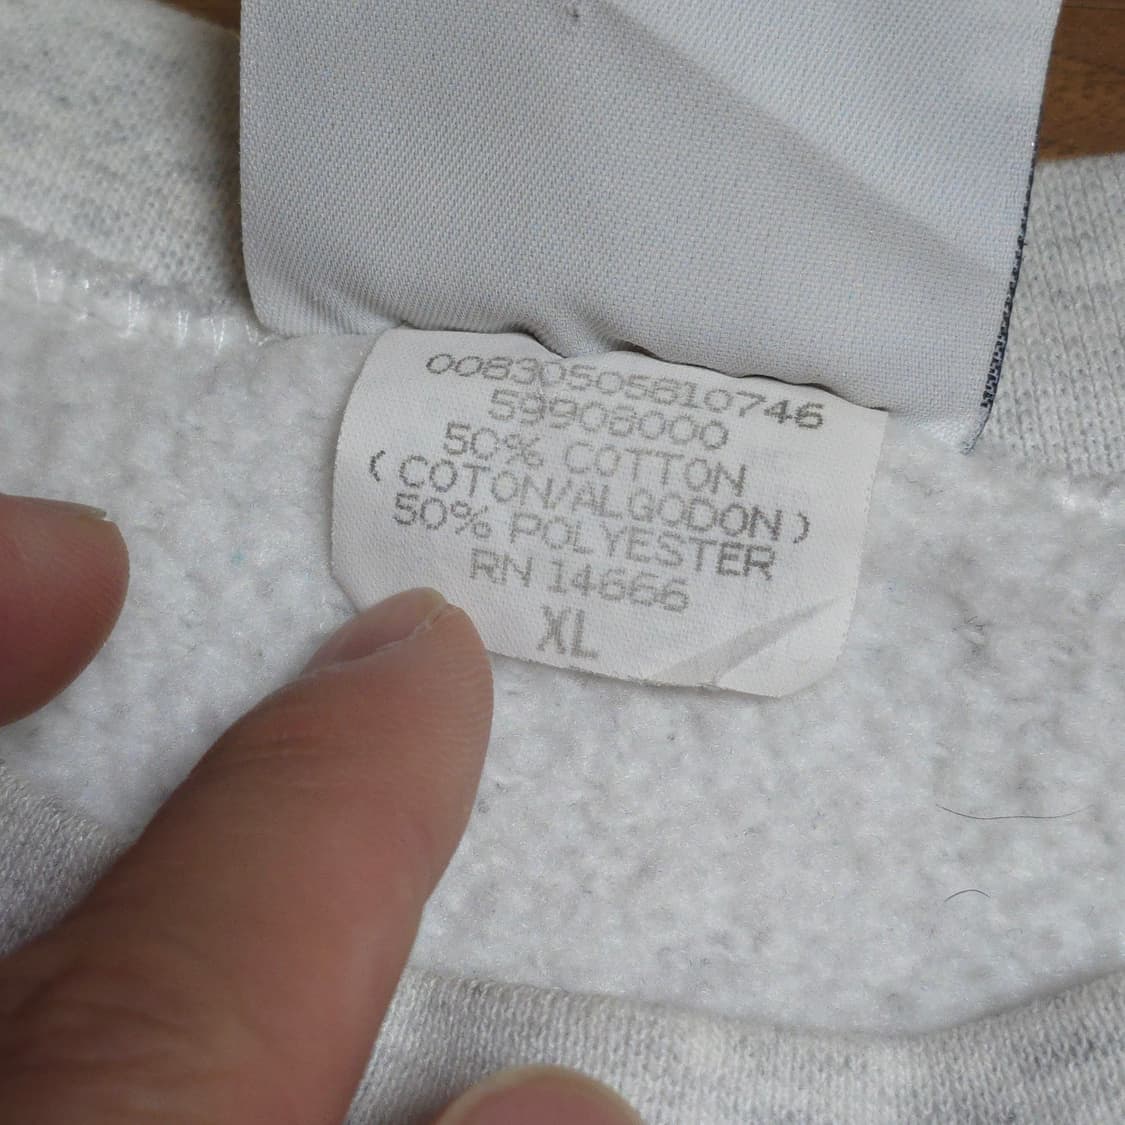 00830505810746
59908000
50% COTTON
(COTON/ALGODON)
50% POLYESTER
RN 14666
XL